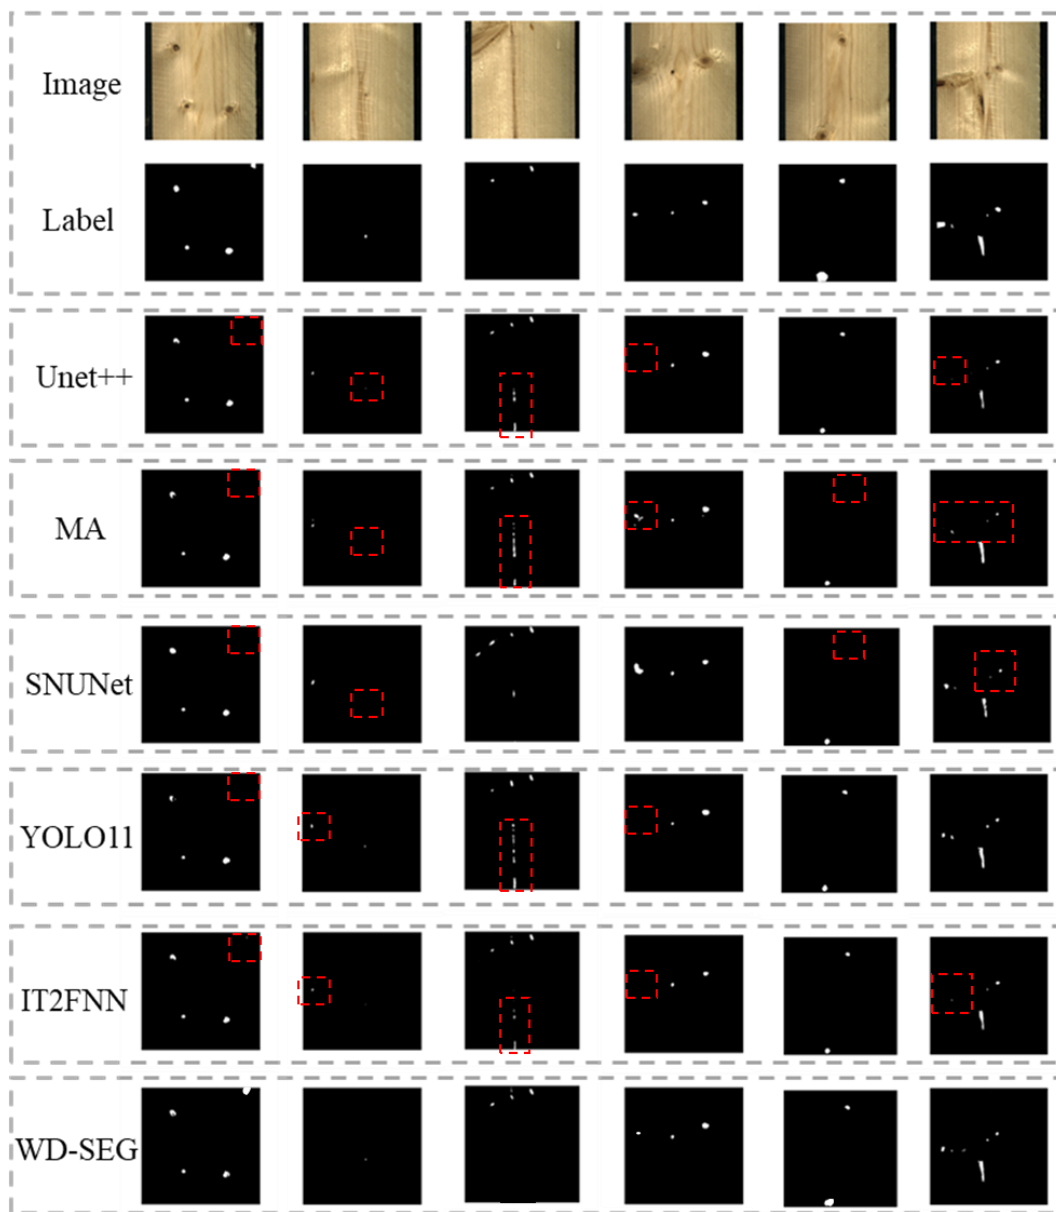 Image
Label
Unet++
MA
SNUNet
YOLO11
IT2FNN
WD-SEG